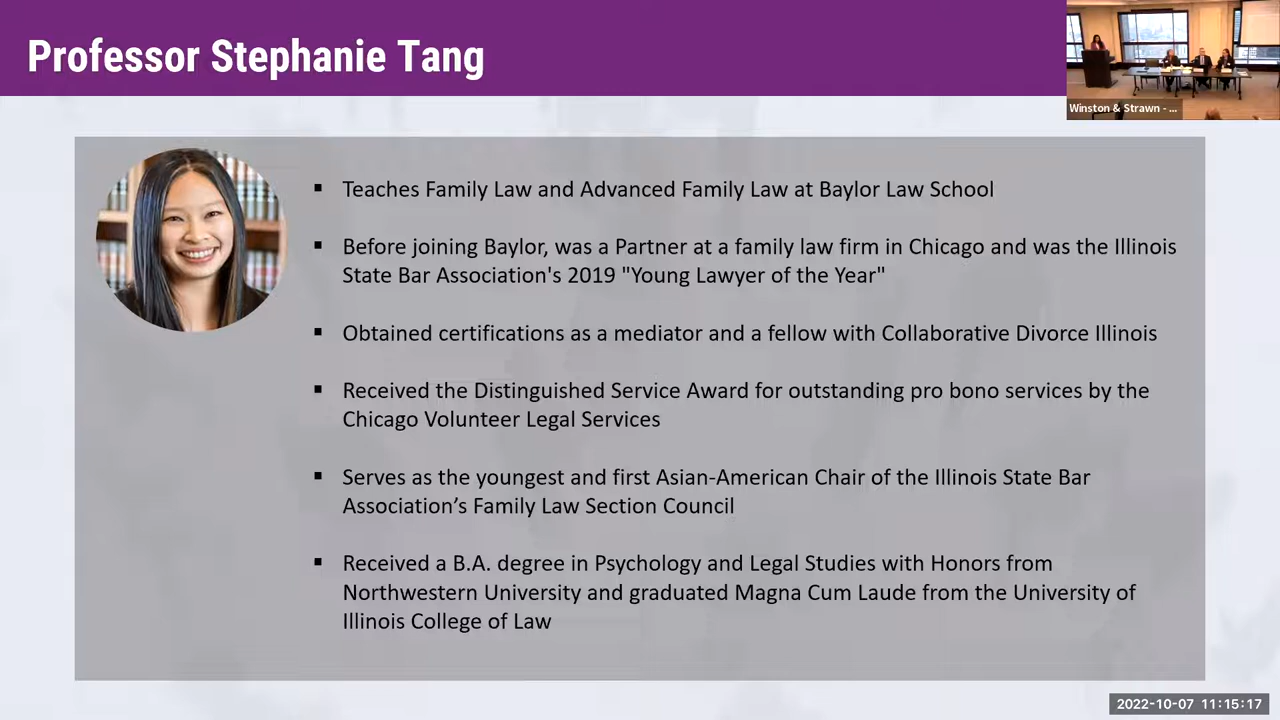 Professor Stephanie Tang
Winston & Strawn - ...
▪ Teaches Family Law and Advanced Family Law at Baylor Law School
▪ Before joining Baylor, was a Partner at a family law firm in Chicago and was the Illinois
State Bar Association's 2019 "Young Lawyer of the Year"
▪ Obtained certifications as a mediator and a fellow with Collaborative Divorce Illinois
▪ Received the Distinguished Service Award for outstanding pro bono services by the
Chicago Volunteer Legal Services
▪ Serves as the youngest and first Asian-American Chair of the Illinois State Bar
Association’s Family Law Section Council
▪ Received a B.A. degree in Psychology and Legal Studies with Honors from
Northwestern University and graduated Magna Cum Laude from the University of
Illinois College of Law
2022-10-07 11:15:17